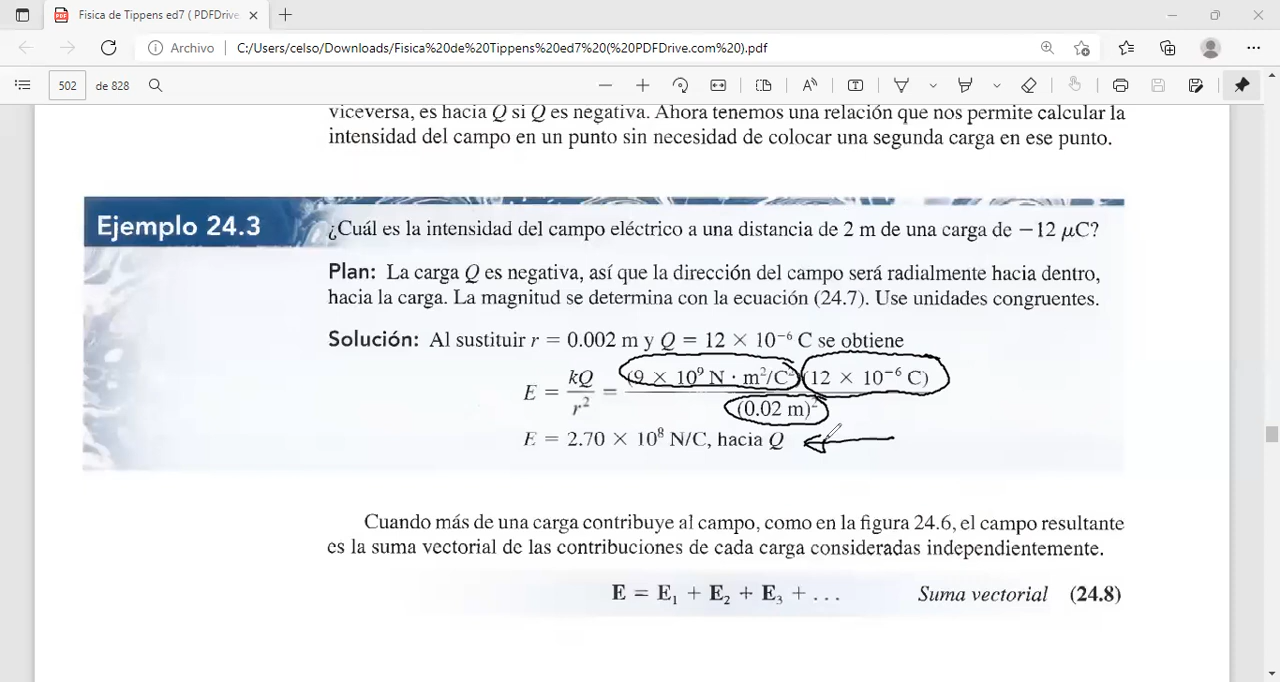 Fisica de Tippens ed7 ( PDFDrive
Archivo | C:/Users/celso/Downloads/Fisica%20de%20Tippens%20ed7%20(%20PDFDrive.com%20).pdf
502 de 828
viceversa, es hacia Q si Q es negativa. Ahora tenemos una relación que nos permite calcular la
intensidad del campo en un punto sin necesidad de colocar una segunda carga en ese punto.
Ejemplo 24.3
¿Cuál es la intensidad del campo eléctrico a una distancia de 2 m de una carga de −12 μC?
Plan: La carga Q es negativa, así que la dirección del campo será radialmente hacia dentro,
hacia la carga. La magnitud se determina con la ecuación (24.7). Use unidades congruentes.
Solución: Al sustituir r = 0.002 m y Q = 12 × 10⁻⁶ C se obtiene
E = kQ/r² = (9 × 10⁹ N · m²/C²)(12 × 10⁻⁶ C)/(0.02 m)²
E = 2.70 × 10⁸ N/C, hacia Q
Cuando más de una carga contribuye al campo, como en la figura 24.6, el campo resultante
es la suma vectorial de las contribuciones de cada carga consideradas independientemente.
E = E₁ + E₂ + E₃ + . . . Suma vectorial (24.8)